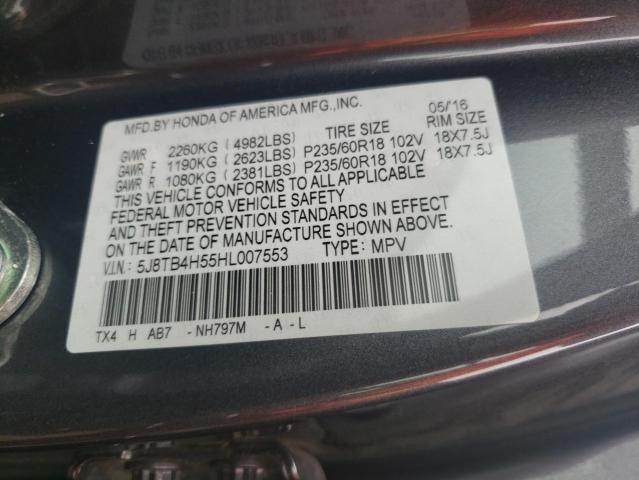 MFD.BY HONDA OF AMERICA MFG.,INC. 05/16
GVWR 2260KG (4982LBS) TIRE SIZE RIM SIZE
GAWR F 1190KG (2623LBS) P235/60R18 102V 18X7.5J
GAWR R 1080KG (2381LBS) P235/60R18 102V 18X7.5J
THIS VEHICLE CONFORMS TO ALL APPLICABLE
FEDERAL MOTOR VEHICLE SAFETY
AND THEFT PREVENTION STANDARDS IN EFFECT
ON THE DATE OF MANUFACTURE SHOWN ABOVE.
V.I.N.: 5J8TB4H55HL007553 TYPE: MPV
TX4 H AB7 -NH797M -A-L